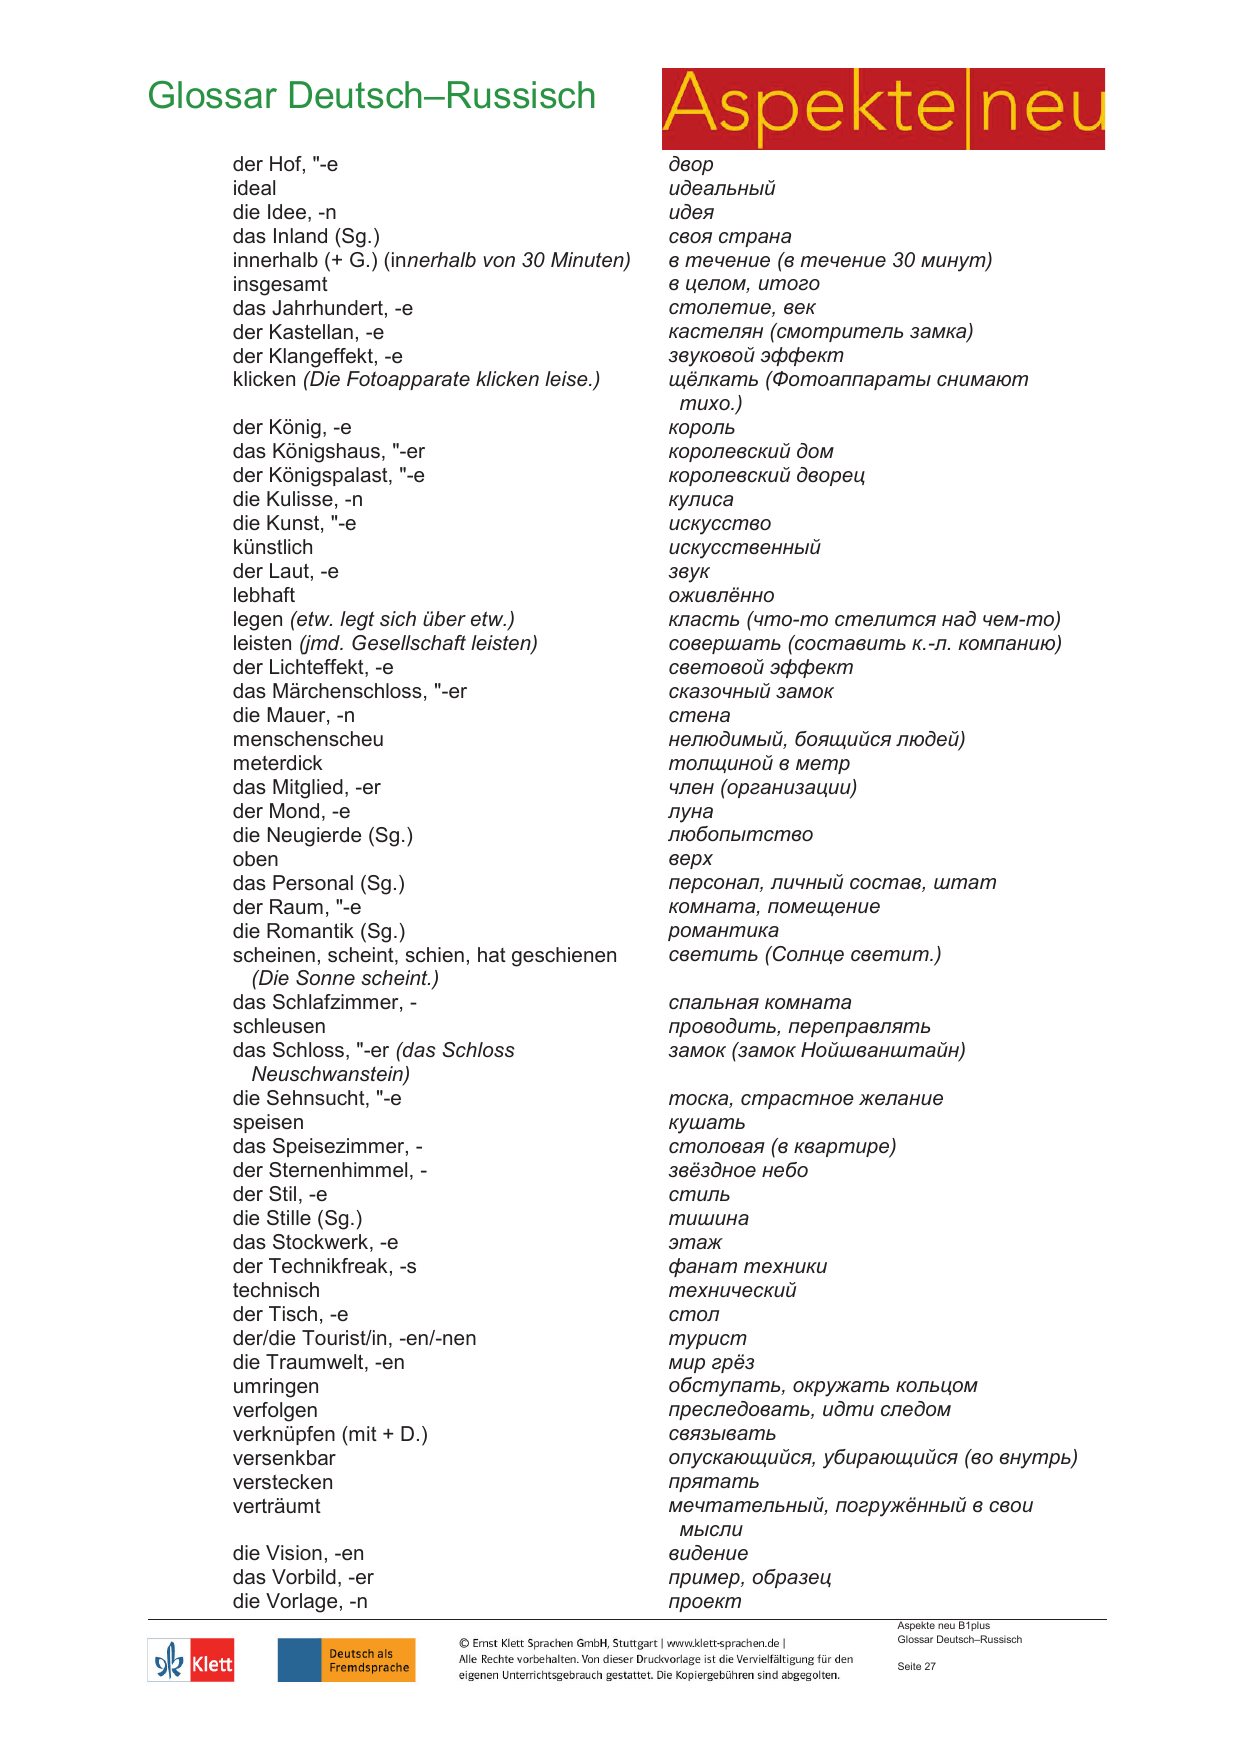 Glossar Deutsch–Russisch
Aspekte|neu
der Hof, "-e двор
ideal идеальный
die Idee, -n идея
das Inland (Sg.) своя страна
innerhalb (+ G.) (innerhalb von 30 Minuten) в течение (в течение 30 минут)
insgesamt в целом, итого
das Jahrhundert, -e столетие, век
der Kastellan, -e кастелян (смотритель замка)
der Klangeffekt, -e звуковой эффект
klicken (Die Fotoapparate klicken leise.) щёлкать (Фотоаппараты снимают
тихо.)
der König, -e король
das Königshaus, "-er королевский дом
der Königspalast, "-e королевский дворец
die Kulisse, -n кулиса
die Kunst, "-e искусство
künstlich искусственный
der Laut, -e звук
lebhaft оживлённо
legen (etw. legt sich über etw.) класть (что-то стелится над чем-то)
leisten (jmd. Gesellschaft leisten) совершать (составить к.-л. компанию)
der Lichteffekt, -e световой эффект
das Märchenschloss, "-er сказочный замок
die Mauer, -n стена
menschenscheu нелюдимый, боящийся людей)
meterdick толщиной в метр
das Mitglied, -er член (организации)
der Mond, -e луна
die Neugierde (Sg.) любопытство
oben верх
das Personal (Sg.) персонал, личный состав, штат
der Raum, "-e комната, помещение
die Romantik (Sg.) романтика
scheinen, scheint, schien, hat geschienen светить (Солнце светит.)
(Die Sonne scheint.)
das Schlafzimmer, - спальная комната
schleusen проводить, переправлять
das Schloss, "-er (das Schloss замок (замок Нойшванштайн)
Neuschwanstein)
die Sehnsucht, "-e тоска, страстное желание
speisen кушать
das Speisezimmer, - столовая (в квартире)
der Sternenhimmel, - звёздное небо
der Stil, -e стиль
die Stille (Sg.) тишина
das Stockwerk, -e этаж
der Technikfreak, -s фанат техники
technisch технический
der Tisch, -e стол
der/die Tourist/in, -en/-nen турист
die Traumwelt, -en мир грёз
umringen обступать, окружать кольцом
verfolgen преследовать, идти следом
verknüpfen (mit + D.) связывать
versenkbar опускающийся, убирающийся (во внутрь)
verstecken прятать
verträumt мечтательный, погружённый в свои
мысли
die Vision, -en видение
das Vorbild, -er пример, образец
die Vorlage, -n проект
Klett
Deutsch als
Fremdsprache
© Ernst Klett Sprachen GmbH, Stuttgart | www.klett-sprachen.de |
Alle Rechte vorbehalten. Von dieser Druckvorlage ist die Vervielfältigung für den
eigenen Unterrichtsgebrauch gestattet. Die Kopiergebühren sind abgegolten.
Aspekte neu B1plus
Glossar Deutsch–Russisch
Seite 27